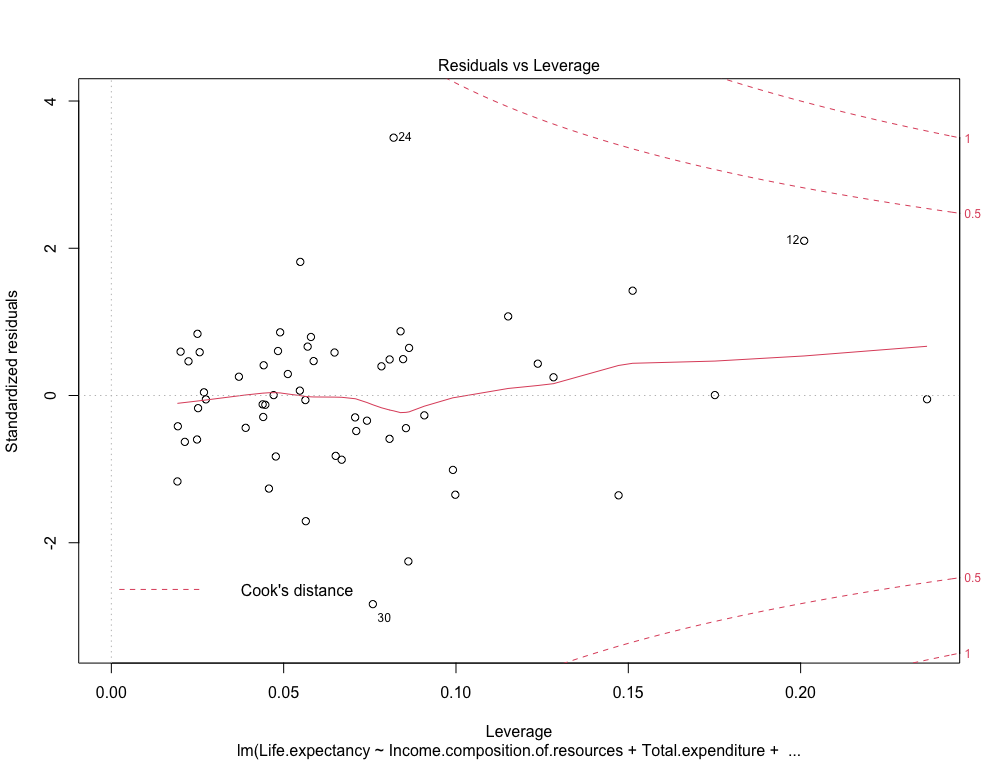 Residuals vs Leverage
4
2
0
-2
Standardized residuals
24
12
30
1
0.5
0.5
1
Cook's distance
0.00 0.05 0.10 0.15 0.20
Leverage
lm(Life.expectancy ~ Income.composition.of.resources + Total.expenditure + ...